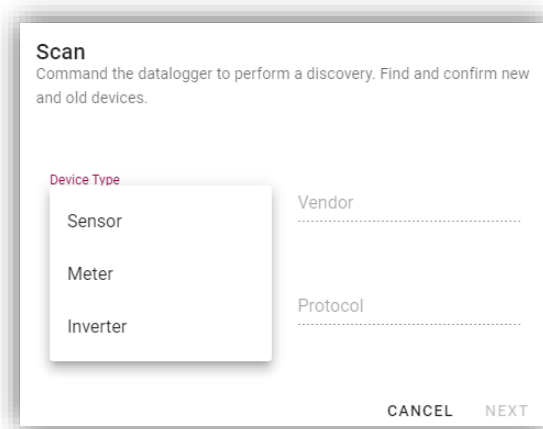 Scan
Command the datalogger to perform a discovery. Find and confirm new
and old devices.
Device Type
Sensor
Meter
Inverter
Vendor
Protocol
CANCEL NEXT